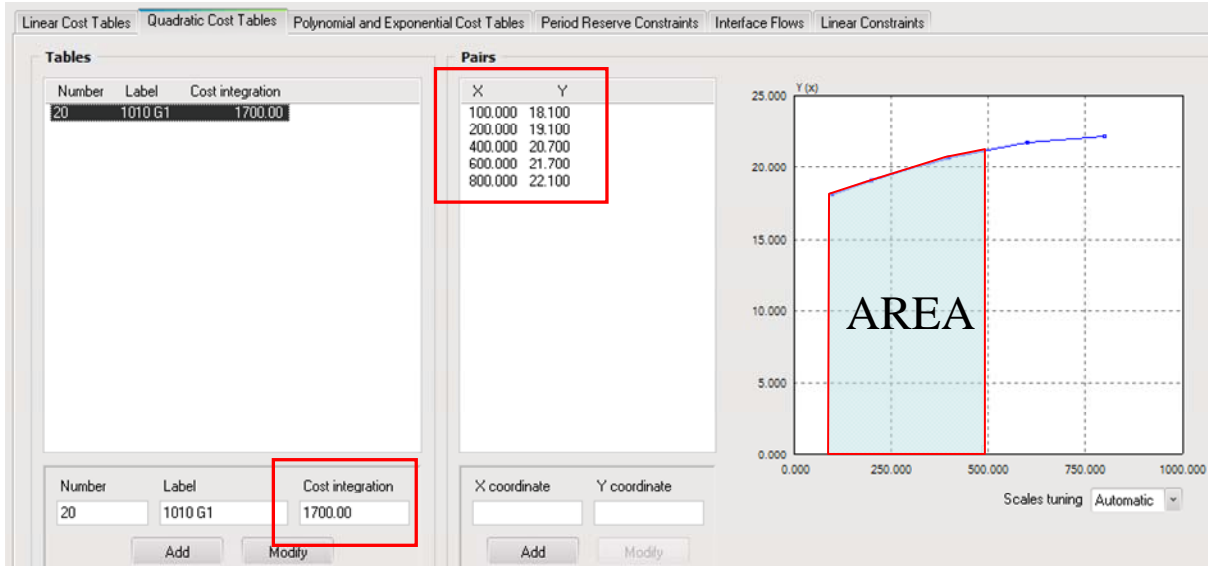 Linear Cost Tables Quadratic Cost Tables Polynomial and Exponential Cost Tables Period Reserve Constraints Interface Flows Linear Constraints
Tables
Number Label Cost integration
20 1010 G1 1700.00
Number Label Cost integration
20 1010 G1 1700.00
Add Modify
Pairs
X Y
100.000 18.100
200.000 19.100
400.000 20.700
600.000 21.700
800.000 22.100
X coordinate Y coordinate
Add Modify
Y (x)
25.000
20.000
15.000
10.000
5.000
0.000
AREA
0.000 250.000 500.000 750.000 1000.000
Scales tuning Automatic